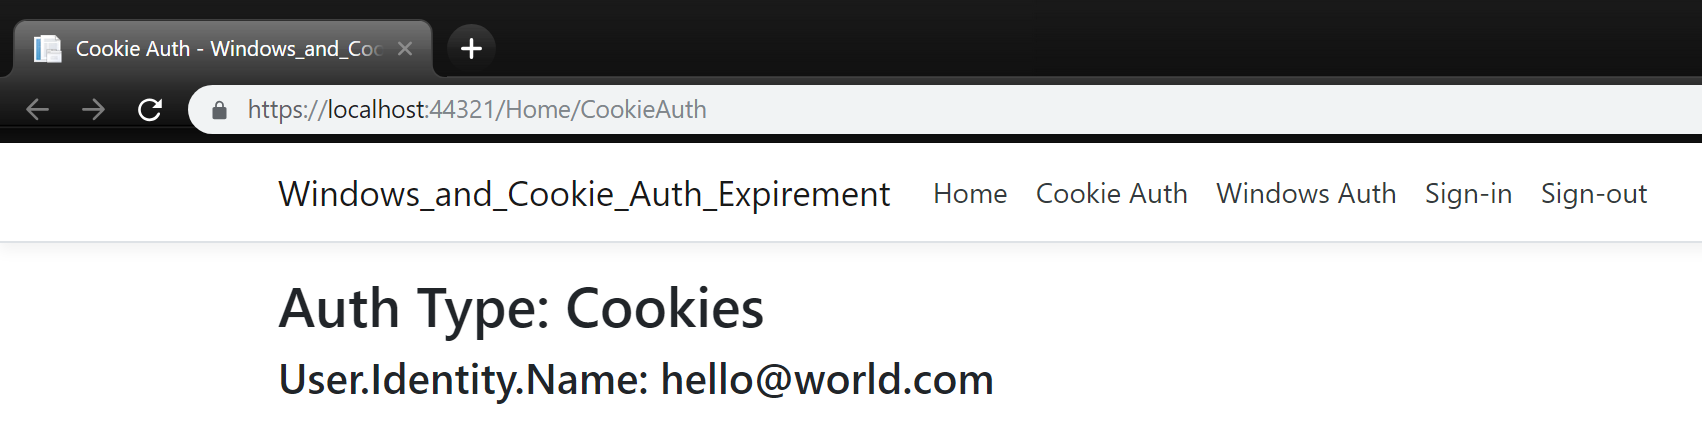 Cookie Auth - Windows_and_Coo
https://localhost:44321/Home/CookieAuth
Windows_and_Cookie_Auth_Expirement Home Cookie Auth Windows Auth Sign-in Sign-out
Auth Type: Cookies
User.Identity.Name: hello@world.com